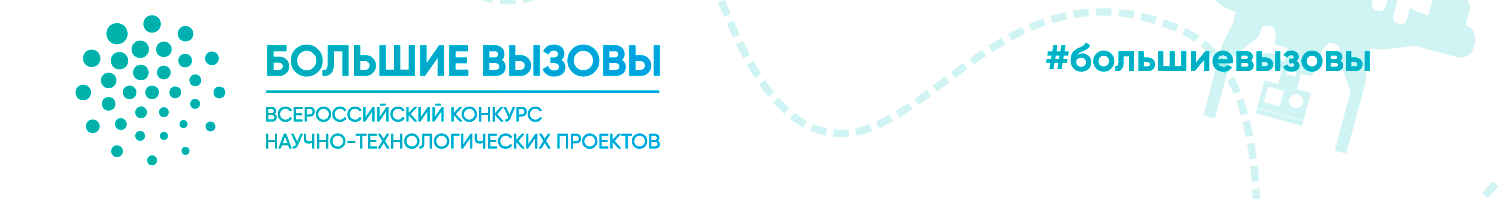 БОЛЬШИЕ ВЫЗОВЫ
ВСЕРОССИЙСКИЙ КОНКУРС
НАУЧНО-ТЕХНОЛОГИЧЕСКИХ ПРОЕКТОВ
#большиевызовы